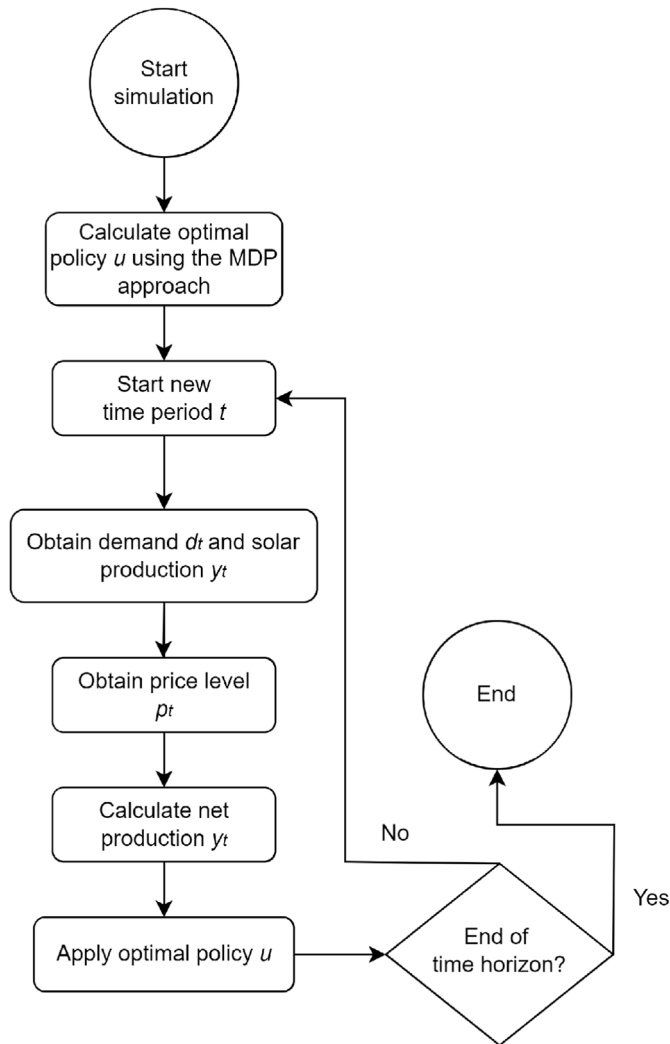 Start
simulation
Calculate optimal
policy u using the MDP
approach
Start new
time period t
Obtain demand dt and solar
production yt
Obtain price level
pt
Calculate net
production yt
Apply optimal policy u
End of
time horizon?
No
Yes
End